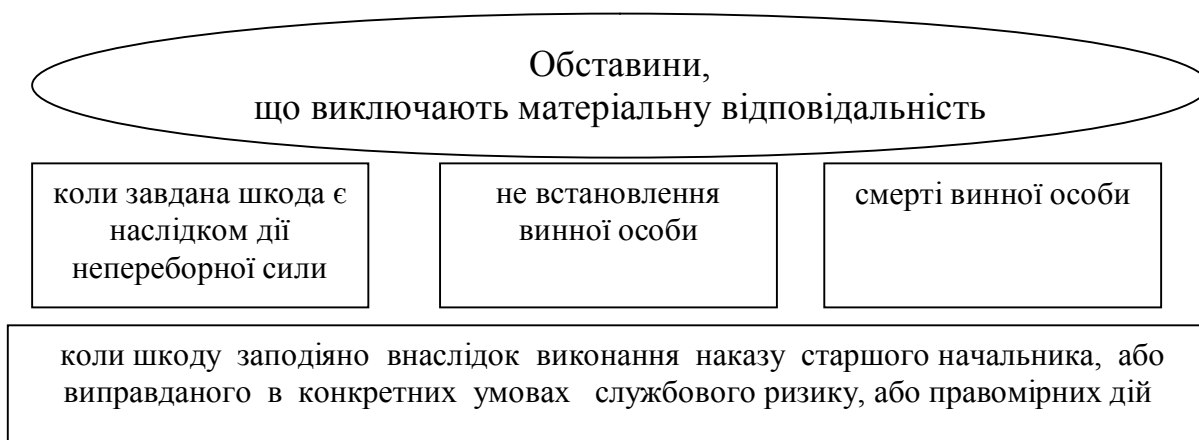 Обставини,
що виключають матеріальну відповідальність
коли завдана шкода є
наслідком дії
непереборної сили
не встановлення
винної особи
смерті винної особи
коли шкоду заподіяно внаслідок виконання наказу старшого начальника, або
виправданого в конкретних умовах службового ризику, або правомірних дій